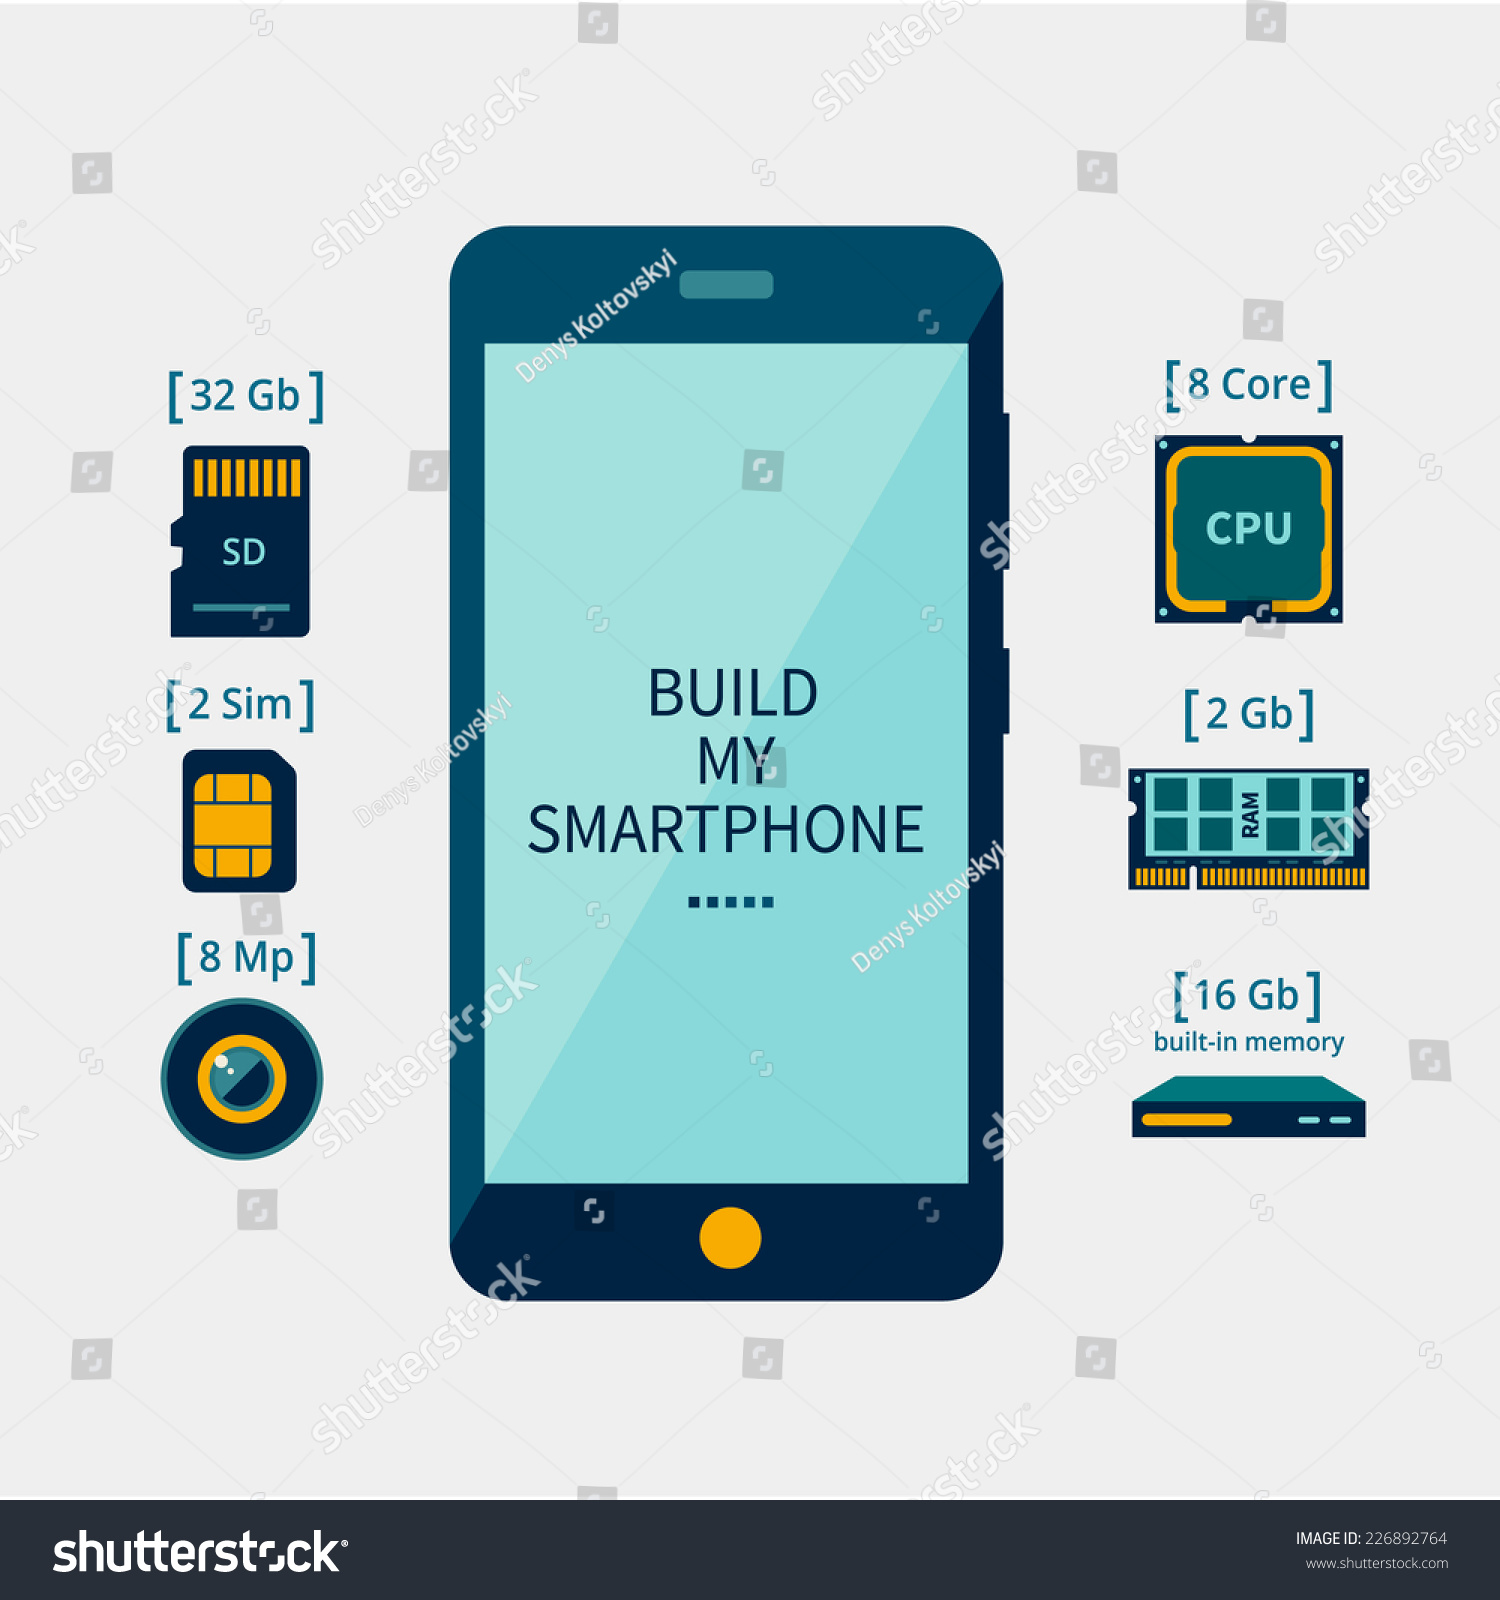 [32 Gb]
SD
[2 Sim]
[8 Mp]
BUILD
MY
SMARTPHONE
[8 Core]
CPU
[2 Gb]
RAM
[16 Gb]
built-in memory
shutterstock
Denys Koltovskyi
shutterstock
IMAGE ID: 226892764
www.shutterstock.com